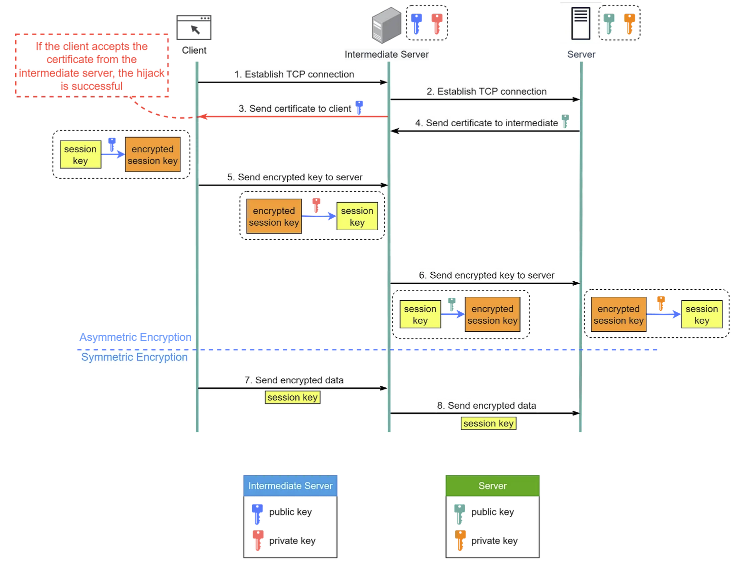 Client
Intermediate Server
Server
If the client accepts the
certificate from the
intermediate server, the hijack
is successful
1. Establish TCP connection
2. Establish TCP connection
3. Send certificate to client
4. Send certificate to intermediate
session
key
encrypted
session key
5. Send encrypted key to server
encrypted
session key
session
key
6. Send encrypted key to server
session
key
encrypted
session key
encrypted
session key
session
key
Asymmetric Encryption
Symmetric Encryption
7. Send encrypted data
session key
8. Send encrypted data
session key
Intermediate Server
public key
private key
Server
public key
private key